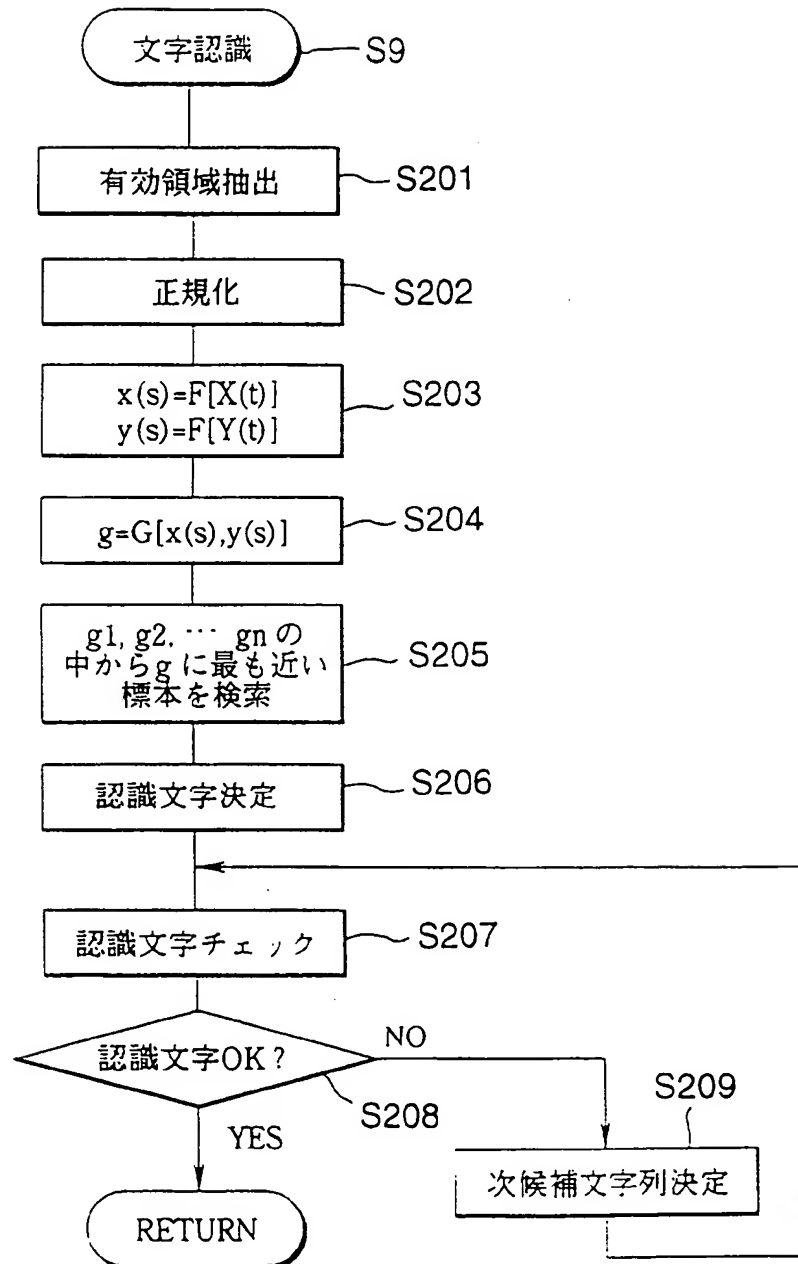 文字認識
S9
有効領域抽出
S201
正規化
S202
x(s)=F[X(t)]
y(s)=F[Y(t)]
S203
g=G[x(s),y(s)]
S204
g1, g2, … gn の
中からgに最も近い
標本を検索
S205
認識文字決定
S206
認識文字チェック
S207
認識文字OK?
NO
S208
YES
S209
次候補文字列決定
RETURN